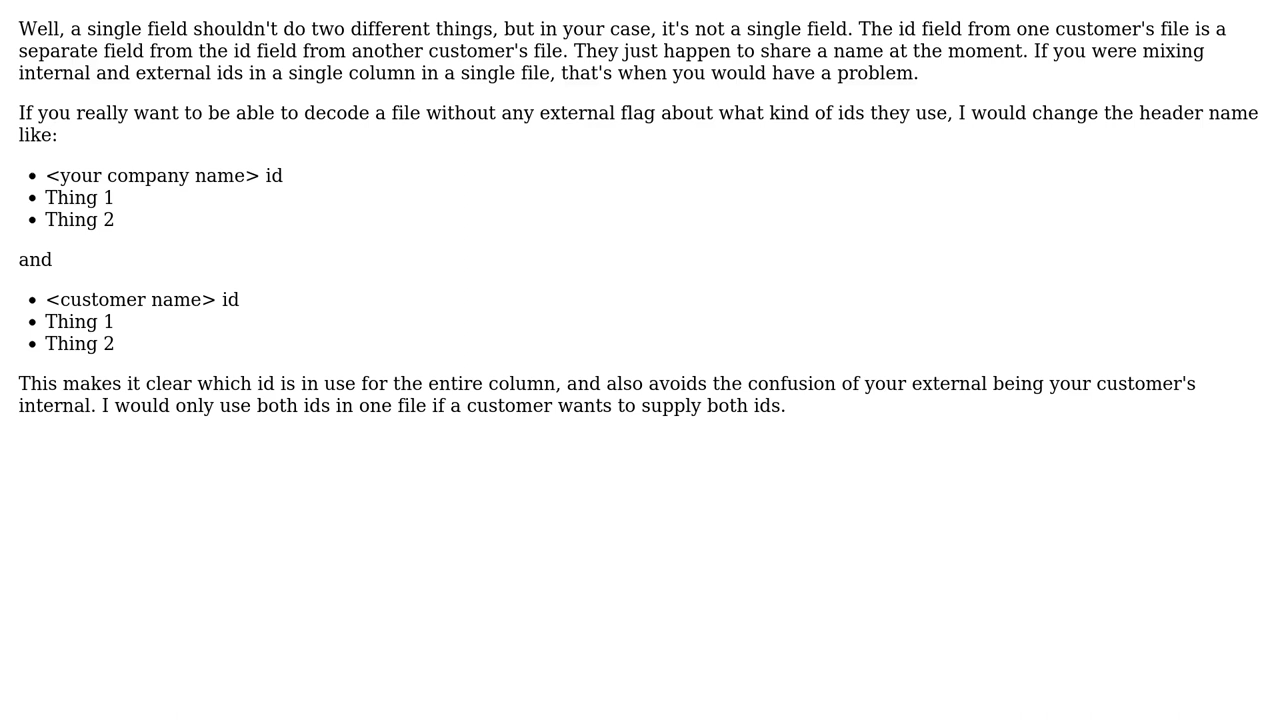 Well, a single field shouldn't do two different things, but in your case, it's not a single field. The id field from one customer's file is a
separate field from the id field from another customer's file. They just happen to share a name at the moment. If you were mixing
internal and external ids in a single column in a single file, that's when you would have a problem.
If you really want to be able to decode a file without any external flag about what kind of ids they use, I would change the header name
like:
• <your company name> id
• Thing 1
• Thing 2
and
• <customer name> id
• Thing 1
• Thing 2
This makes it clear which id is in use for the entire column, and also avoids the confusion of your external being your customer's
internal. I would only use both ids in one file if a customer wants to supply both ids.